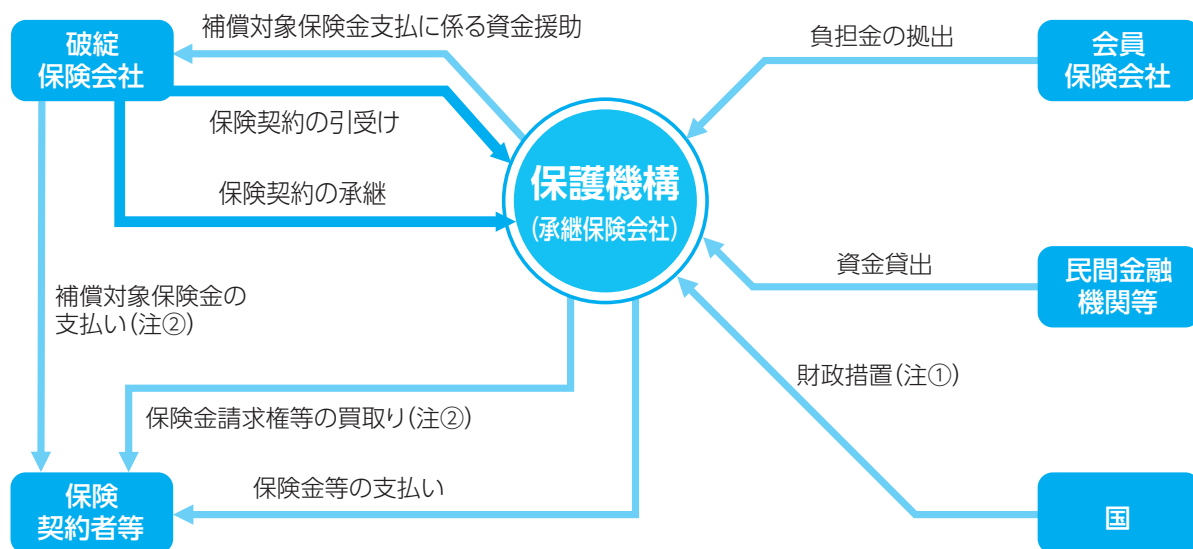 補償対象保険金支払に係る資金援助
破綻
保険会社
負担金の拠出
会員
保険会社
保険契約の引受け
保険契約の承継
保護機構
(承継保険会社)
資金貸出
民間金融
機関等
補償対象保険金の
支払い(注②)
財政措置(注①)
保険金請求権等の買取り(注②)
保険金等の支払い
保険
契約者等
国